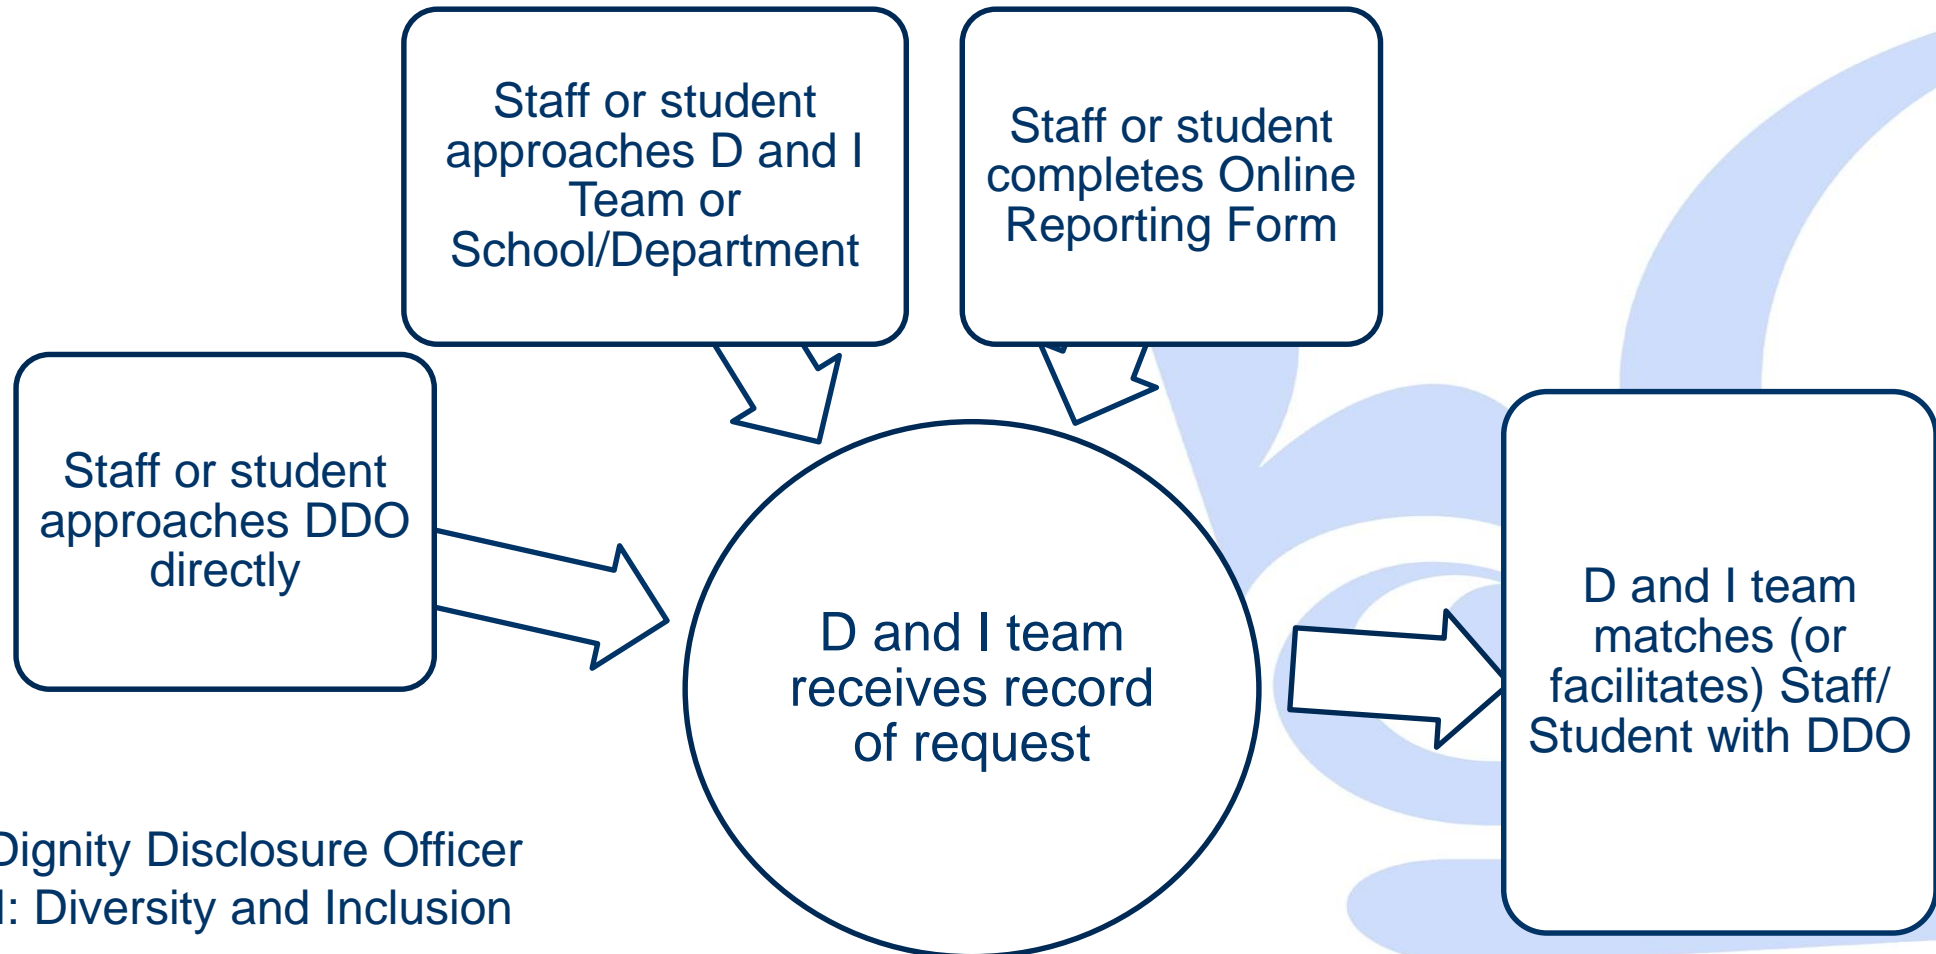 Staff or student
approaches D and I
Team or
School/Department
Staff or student
completes Online
Reporting Form
Staff or student
approaches DDO
directly
D and I team
receives record
of request
D and I team
matches (or
facilitates) Staff/
Student with DDO
Dignity Disclosure Officer
I: Diversity and Inclusion